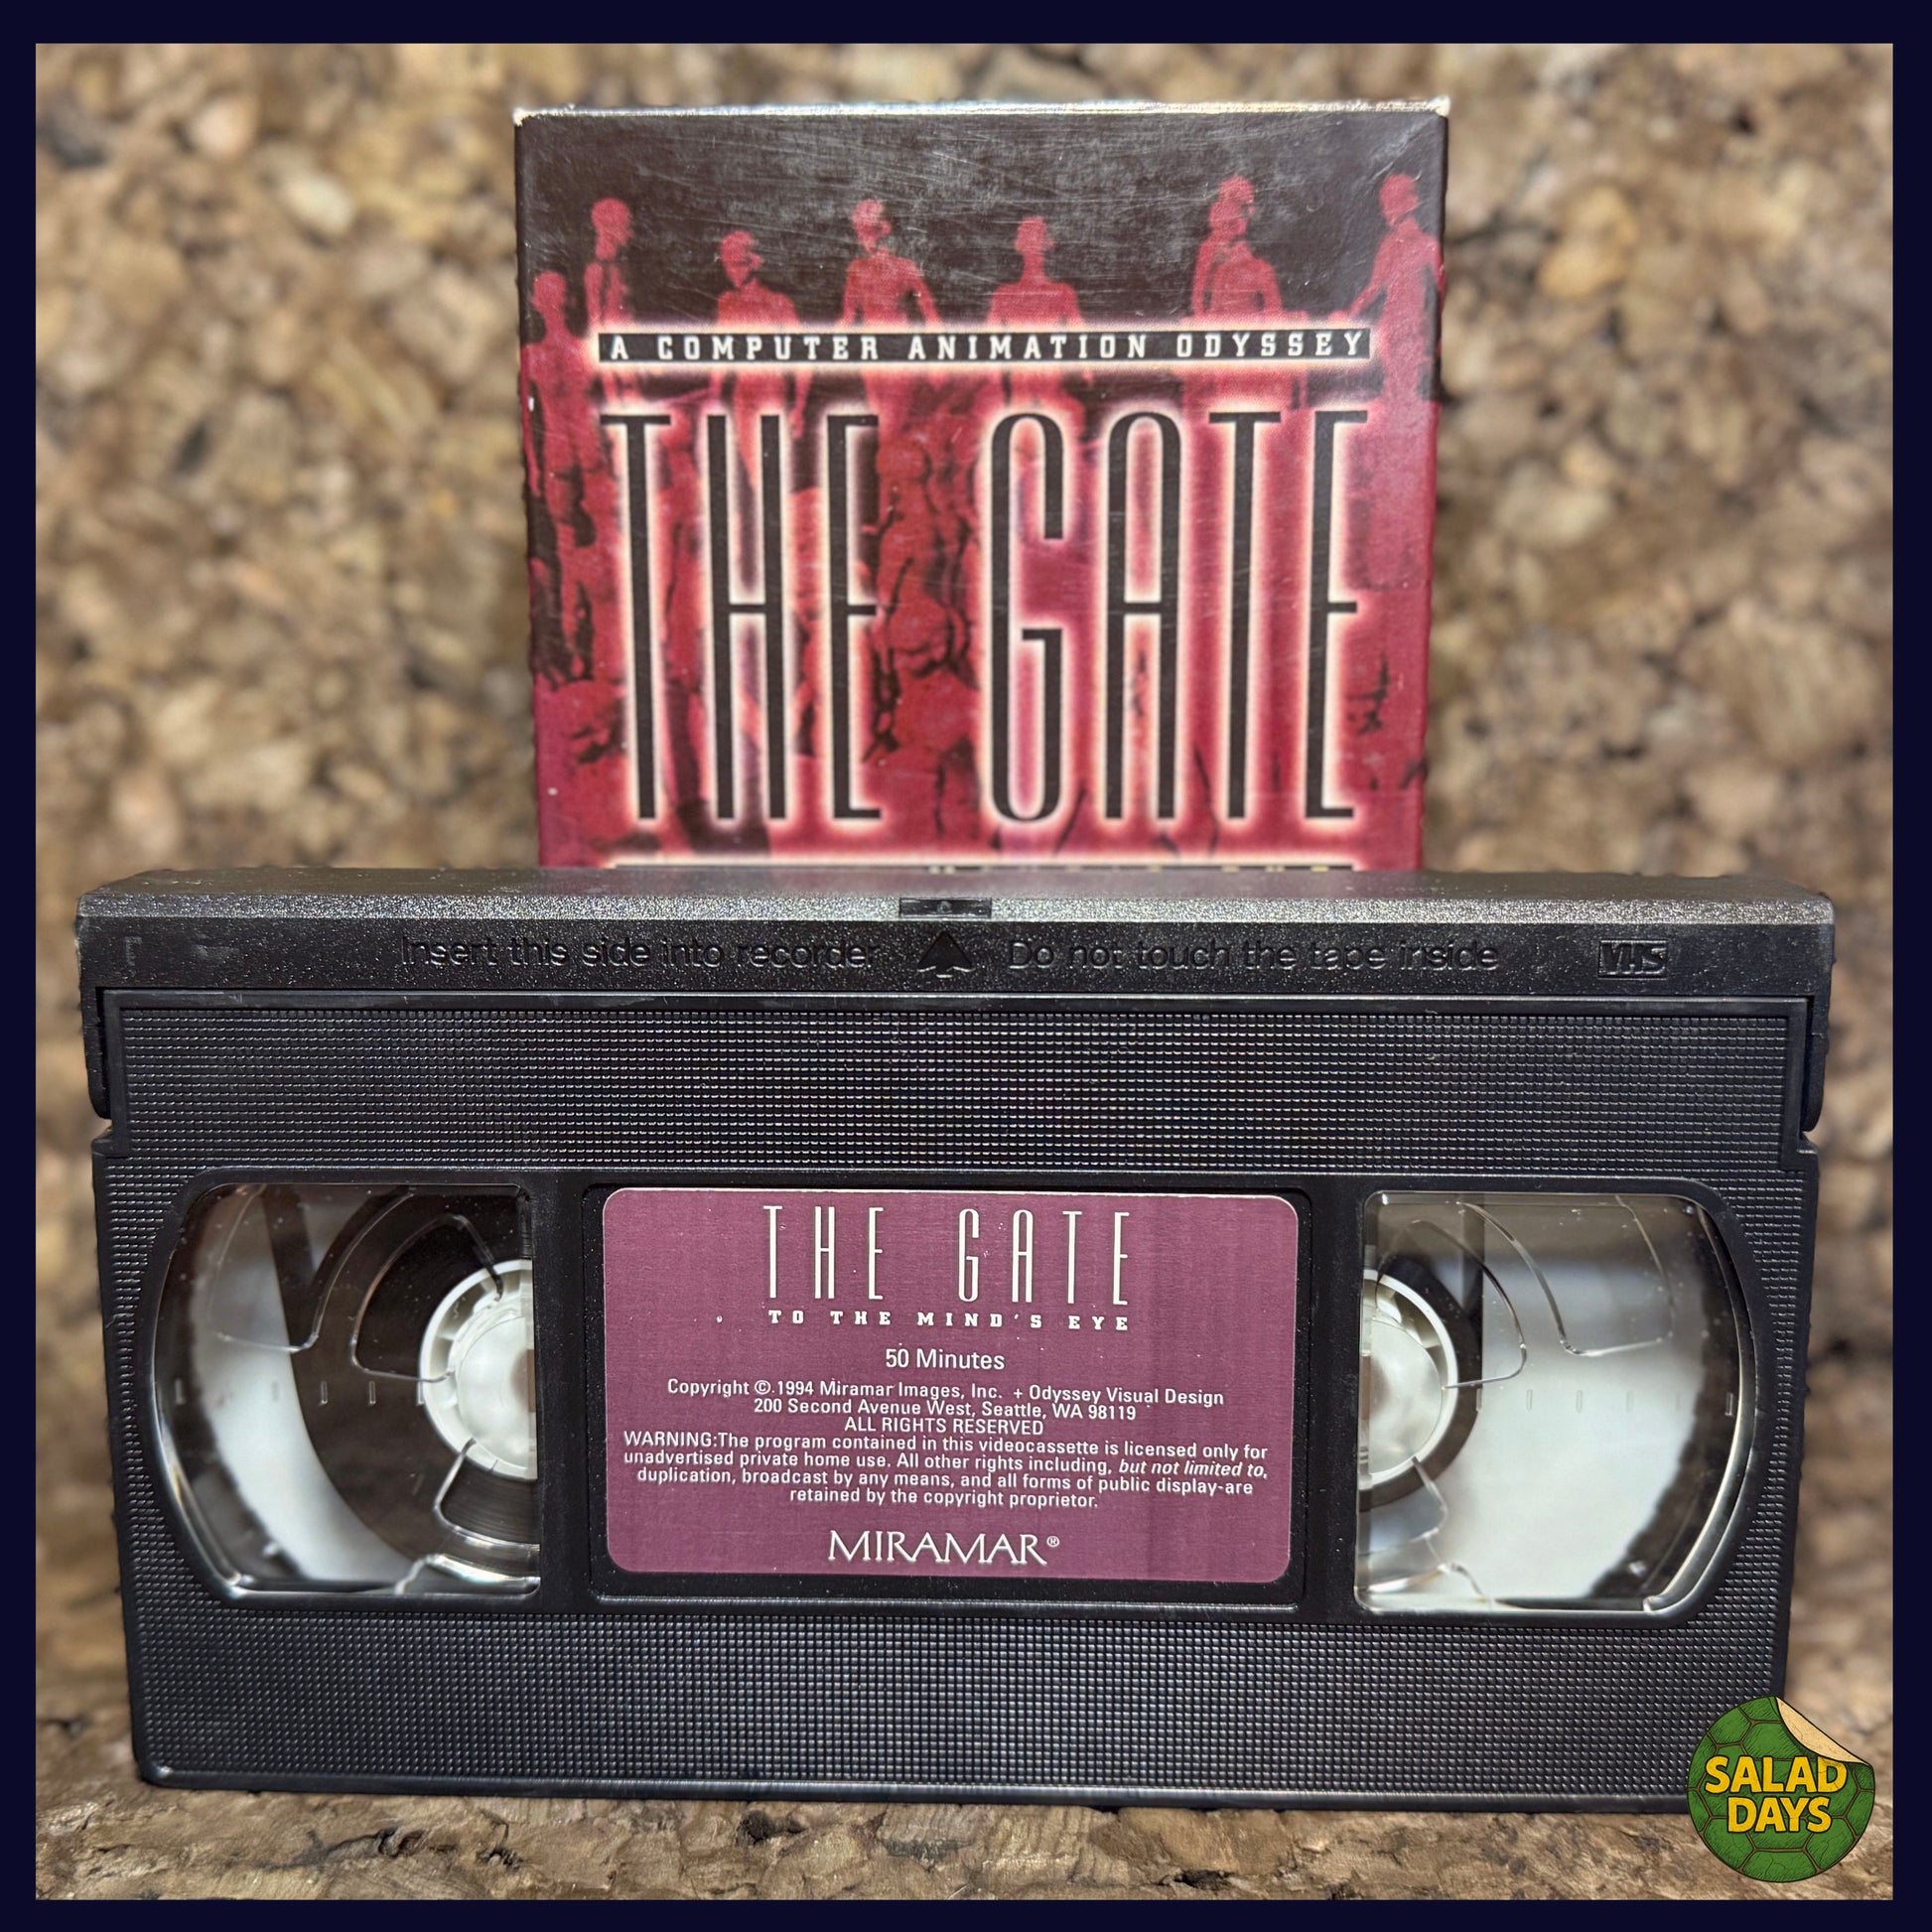 A COMPUTER ANIMATION ODYSSEY
THE GATE
Insert this side into recorder Do not touch the tape inside VHS
THE GATE
TO THE MIND'S EYE
50 Minutes
Copyright © 1994 Miramar Images, Inc. + Odyssey Visual Design
200 Second Avenue West, Seattle, WA 98119
ALL RIGHTS RESERVED
WARNING:The program contained in this videocassette is licensed only for
unadvertised private home use. All other rights including, but not limited to,
duplication, broadcast by any means, and all forms of public display-are
retained by the copyright proprietor.
MIRAMAR®
SALAD
DAYS